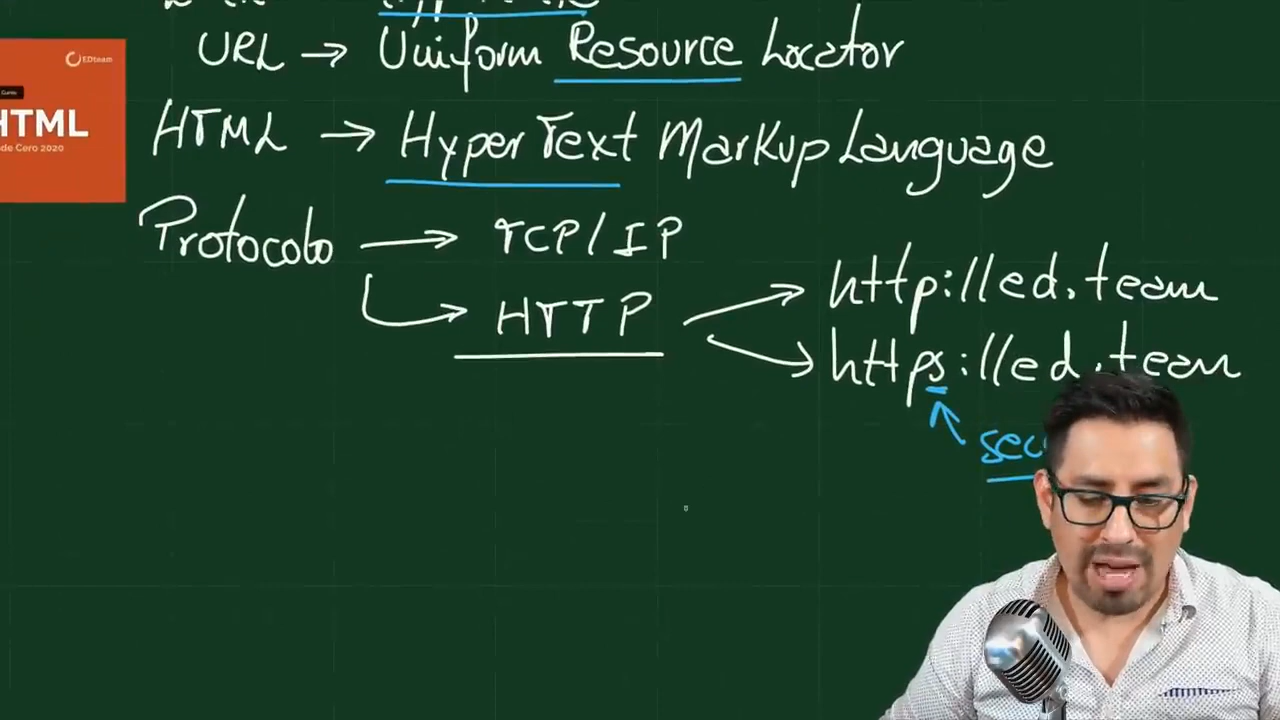 URL → Uniform Resource Locator
EDteam
HTML
de Cero 2020
HTML → HyperText Markup Language
Protocolo → TCP/IP
→ HTTP → http://ed.team
→ https://ed.team